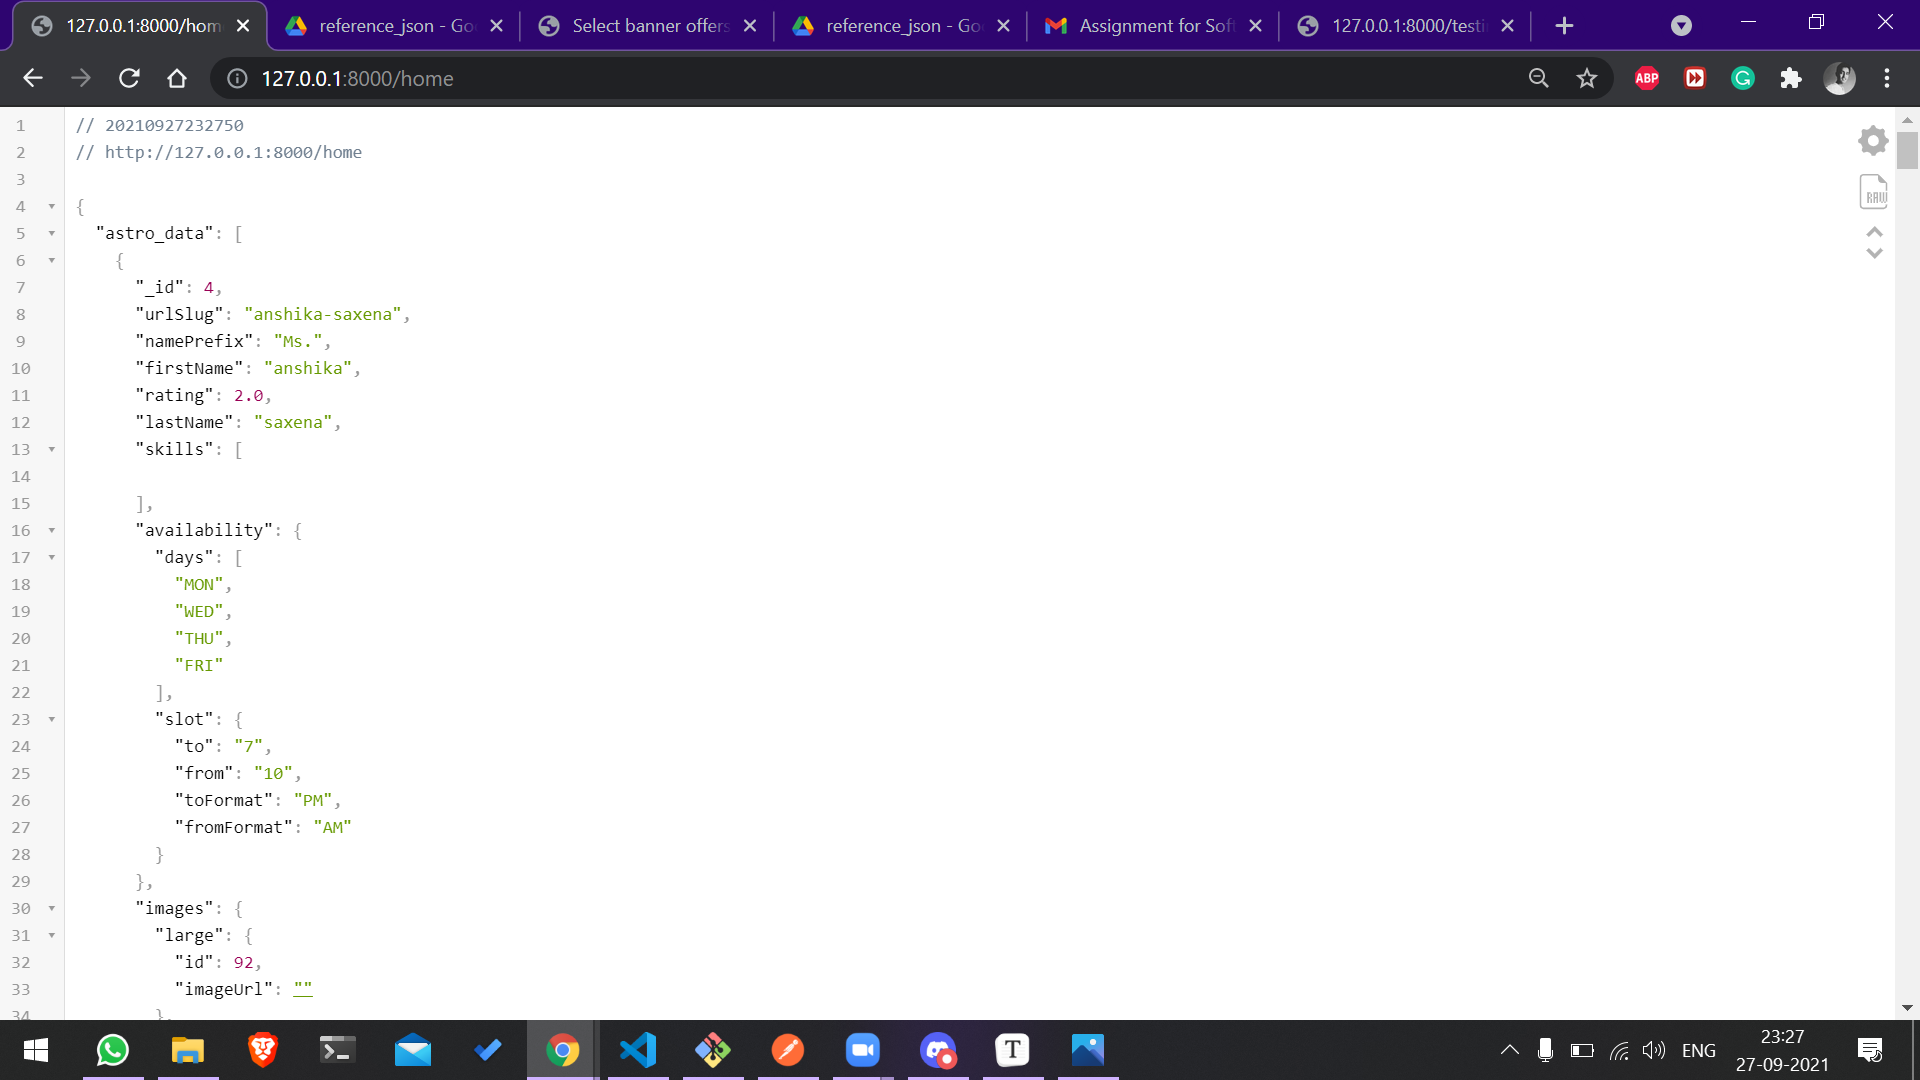 127.0.0.1:8000/hom
reference_json - Go
Select banner offers
reference_json - Go
Assignment for Sof
127.0.0.1:8000/testi
127.0.0.1:8000/home
ABP
1 // 20210927232750
2 // http://127.0.0.1:8000/home
3
4 {
5 "astro_data": [
6 {
7 "_id": 4,
8 "urlSlug": "anshika-saxena",
9 "namePrefix": "Ms.",
10 "firstName": "anshika",
11 "rating": 2.0,
12 "lastName": "saxena",
13 "skills": [
14
15 ],
16 "availability": {
17 "days": [
18 "MON",
19 "WED",
20 "THU",
21 "FRI"
22 ],
23 "slot": {
24 "to": "7",
25 "from": "10",
26 "toFormat": "PM",
27 "fromFormat": "AM"
28 }
29 },
30 "images": {
31 "large": {
32 "id": 92,
33 "imageUrl": ""
34 },
RAW
T
ENG
23:27
27-09-2021